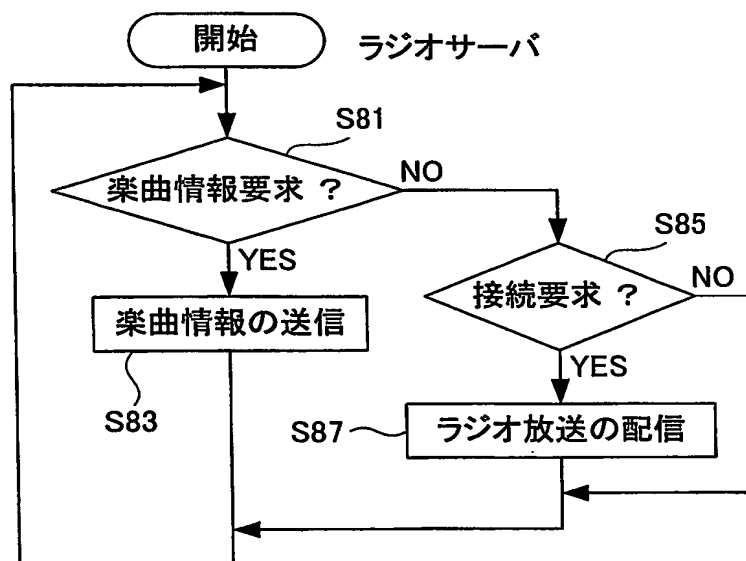 開始
ラジオサーバ
S81
楽曲情報要求 ?
NO
YES
S85
接続要求 ?
NO
楽曲情報の送信
YES
S83
S87
ラジオ放送の配信